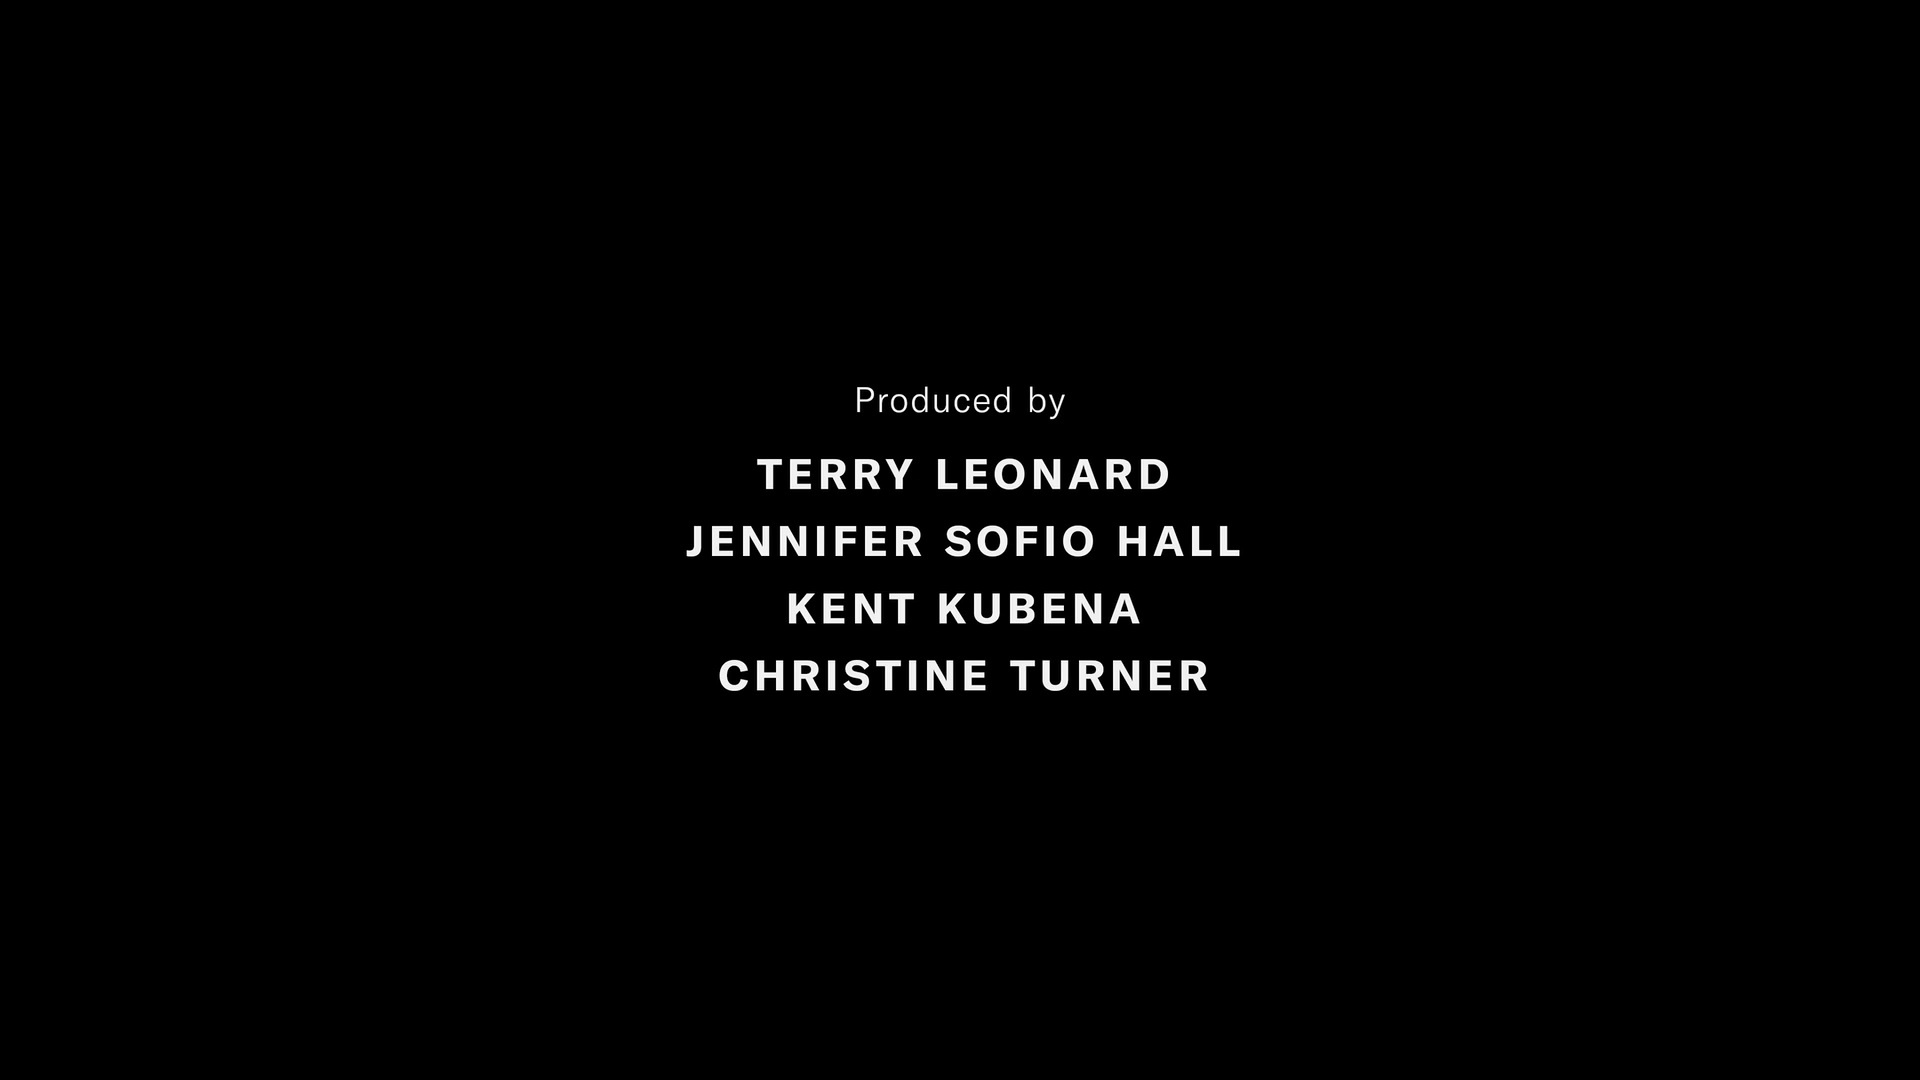 Produced by
TERRY LEONARD
JENNIFER SOFIO HALL
KENT KUBENA
CHRISTINE TURNER